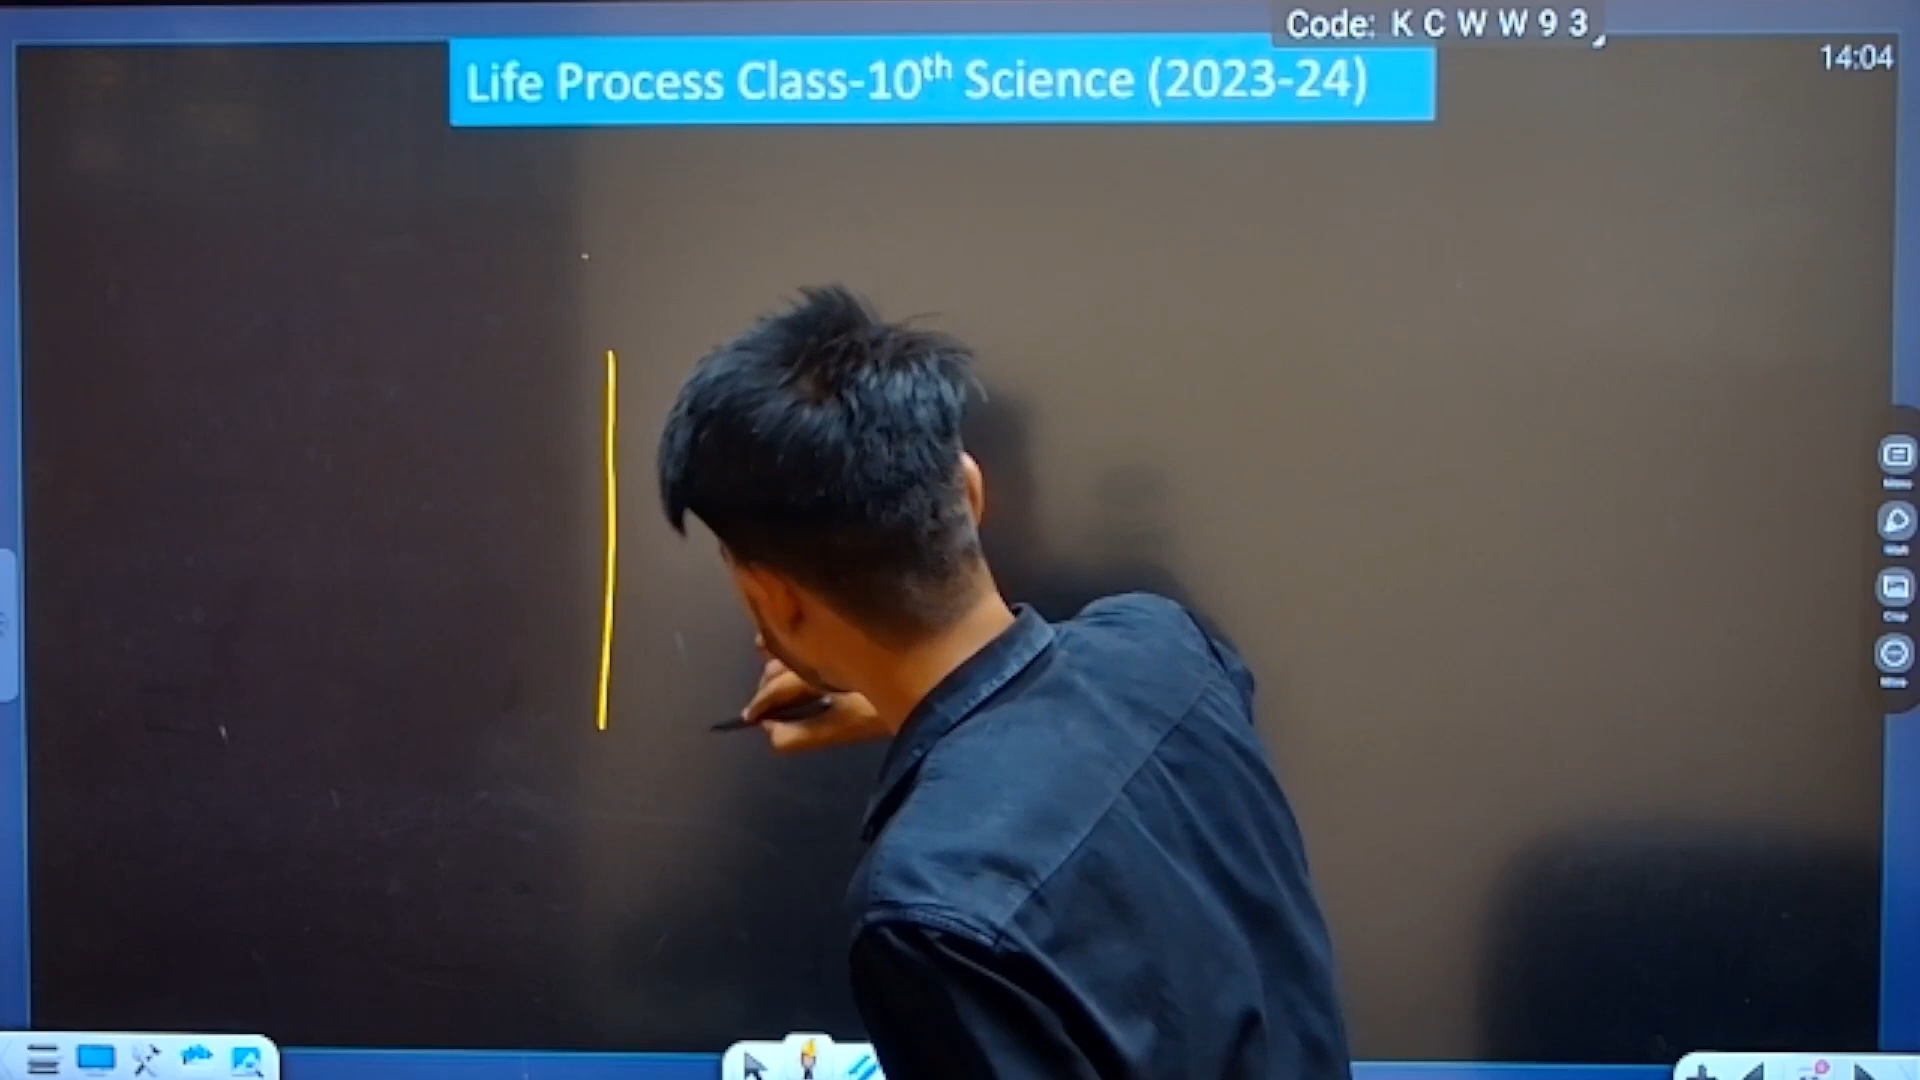 Code: K C W W 9 3
14:04
Life Process Class-10th Science (2023-24)